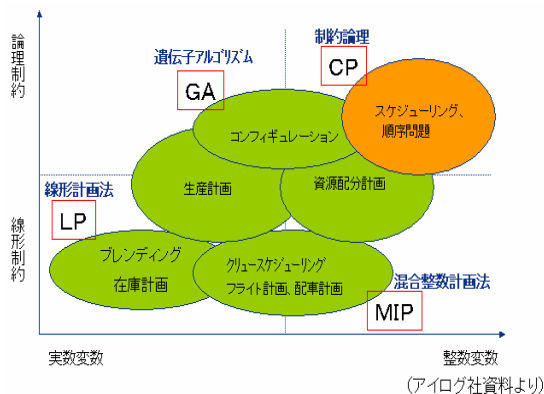 論理制約
線形制約
遺伝子ｱﾙｺﾞﾘｽﾞﾑ
GA
制約論理
CP
スケジューリング、
順序問題
コンフィギュレーション
生産計画
資源配分計画
線形計画法
LP
ブレンディング
在庫計画
ｸﾘｭｰｽｹｼﾞｭｰﾘﾝｸﾞ
フライト計画、配車計画
混合整数計画法
MIP
実数変数
整数変数
(アイログ社資料より)